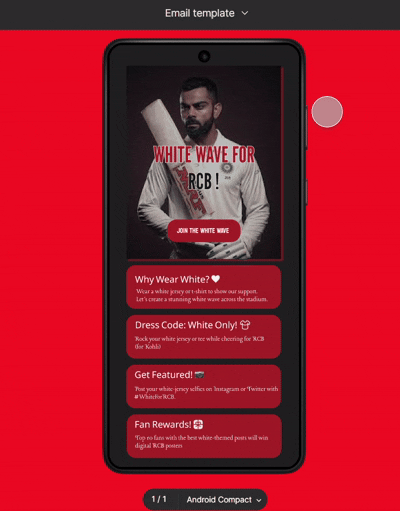 Email template
WHITE WAVE FOR
RCB !
JOIN THE WHITE WAVE
Why Wear White?
Wear a white jersey or t-shirt to show our support.
Let's create a stunning white wave across the stadium.
Dress Code: White Only!
Rock your white jersey or tee while cheering for RCB
(for Kohli)
Get Featured!
Post your white-jersey selfies on Instagram or Twitter with
#WhiteforRCB.
Fan Rewards!
Top 10 fans with the best white-themed posts will win
digital RCB posters
1 / 1
Android Compact